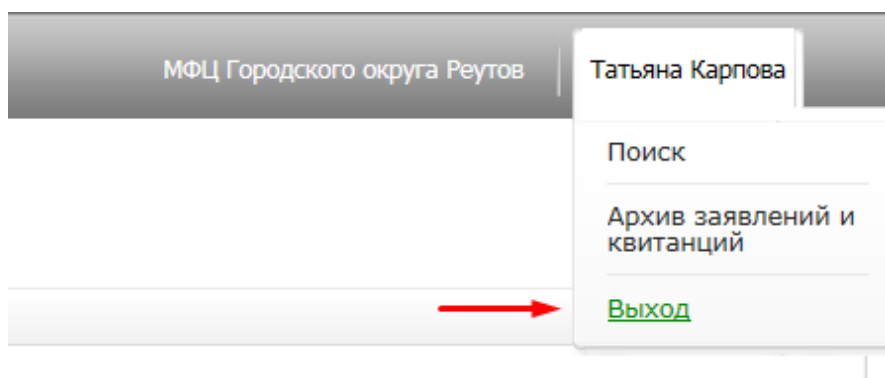 МФЦ Городского округа Реутов
Татьяна Карпова
Поиск
Архив заявлений и
квитанций
Выход